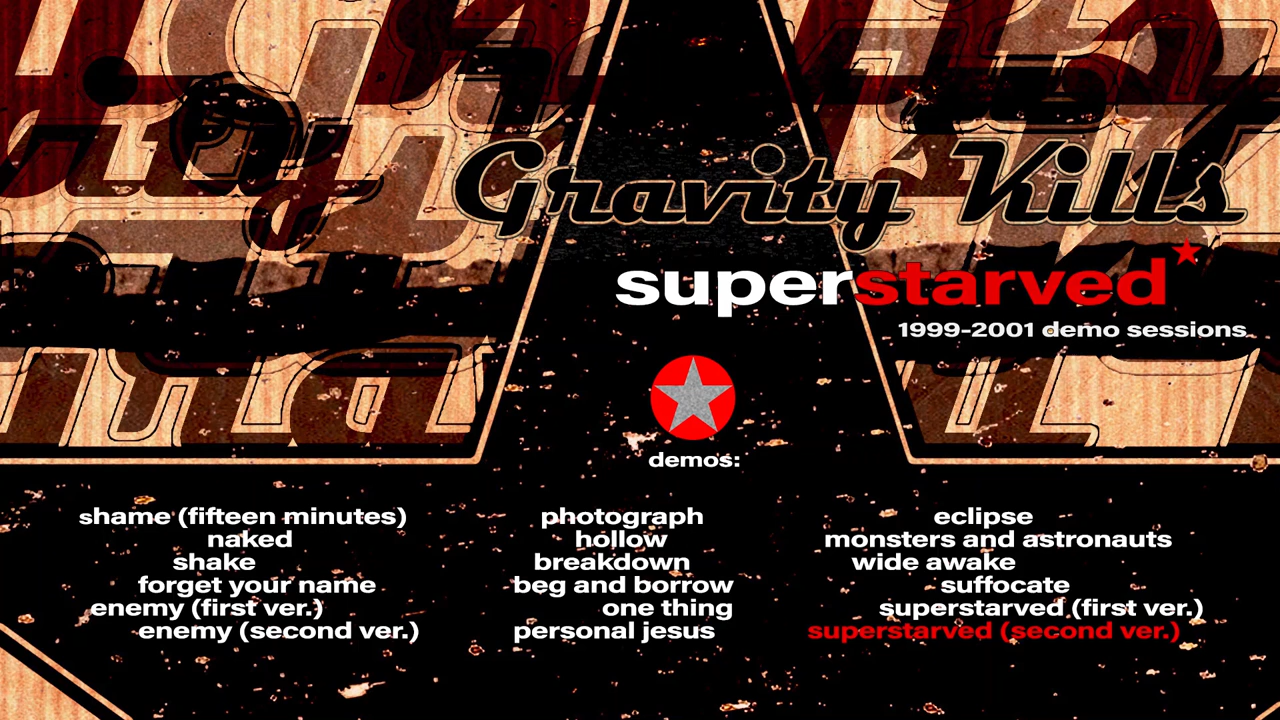 Gravity Kills
superstarved
1999-2001 demo sessions
demos:
shame (fifteen minutes)
naked
shake
forget your name
enemy (first ver.)
enemy (second ver.)
photograph
hollow
breakdown
beg and borrow
one thing
personal jesus
eclipse
monsters and astronauts
wide awake
suffocate
superstarved (first ver.)
superstarved (second ver.)